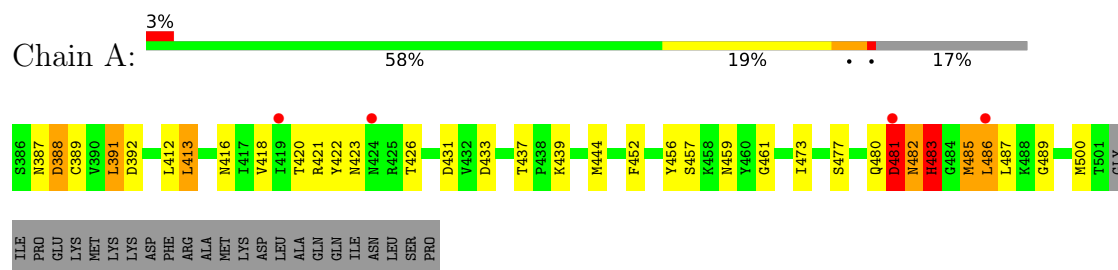 3%
Chain A:
58% 19% • • 17%
S386 N387 D388 C389 V390 L391 D392 L412 L413 N416 I417 V418 I419 T420 R421 Y422 N423 N424 R425 T426 D431 V432 D433 T437 P438 K439 M444 F452 Y456 S457 K458 N459 Y460 G461 I473 S477 Q480 D481 N482 H483 G484 M485 L486 L487 K488 G489 M500 T501 GLY
ILE PRO GLU LYS MET LYS LYS ASP PHE ARG ALA MET LYS ASP LEU ALA GLN GLN ILE ASN LEU SER PRO